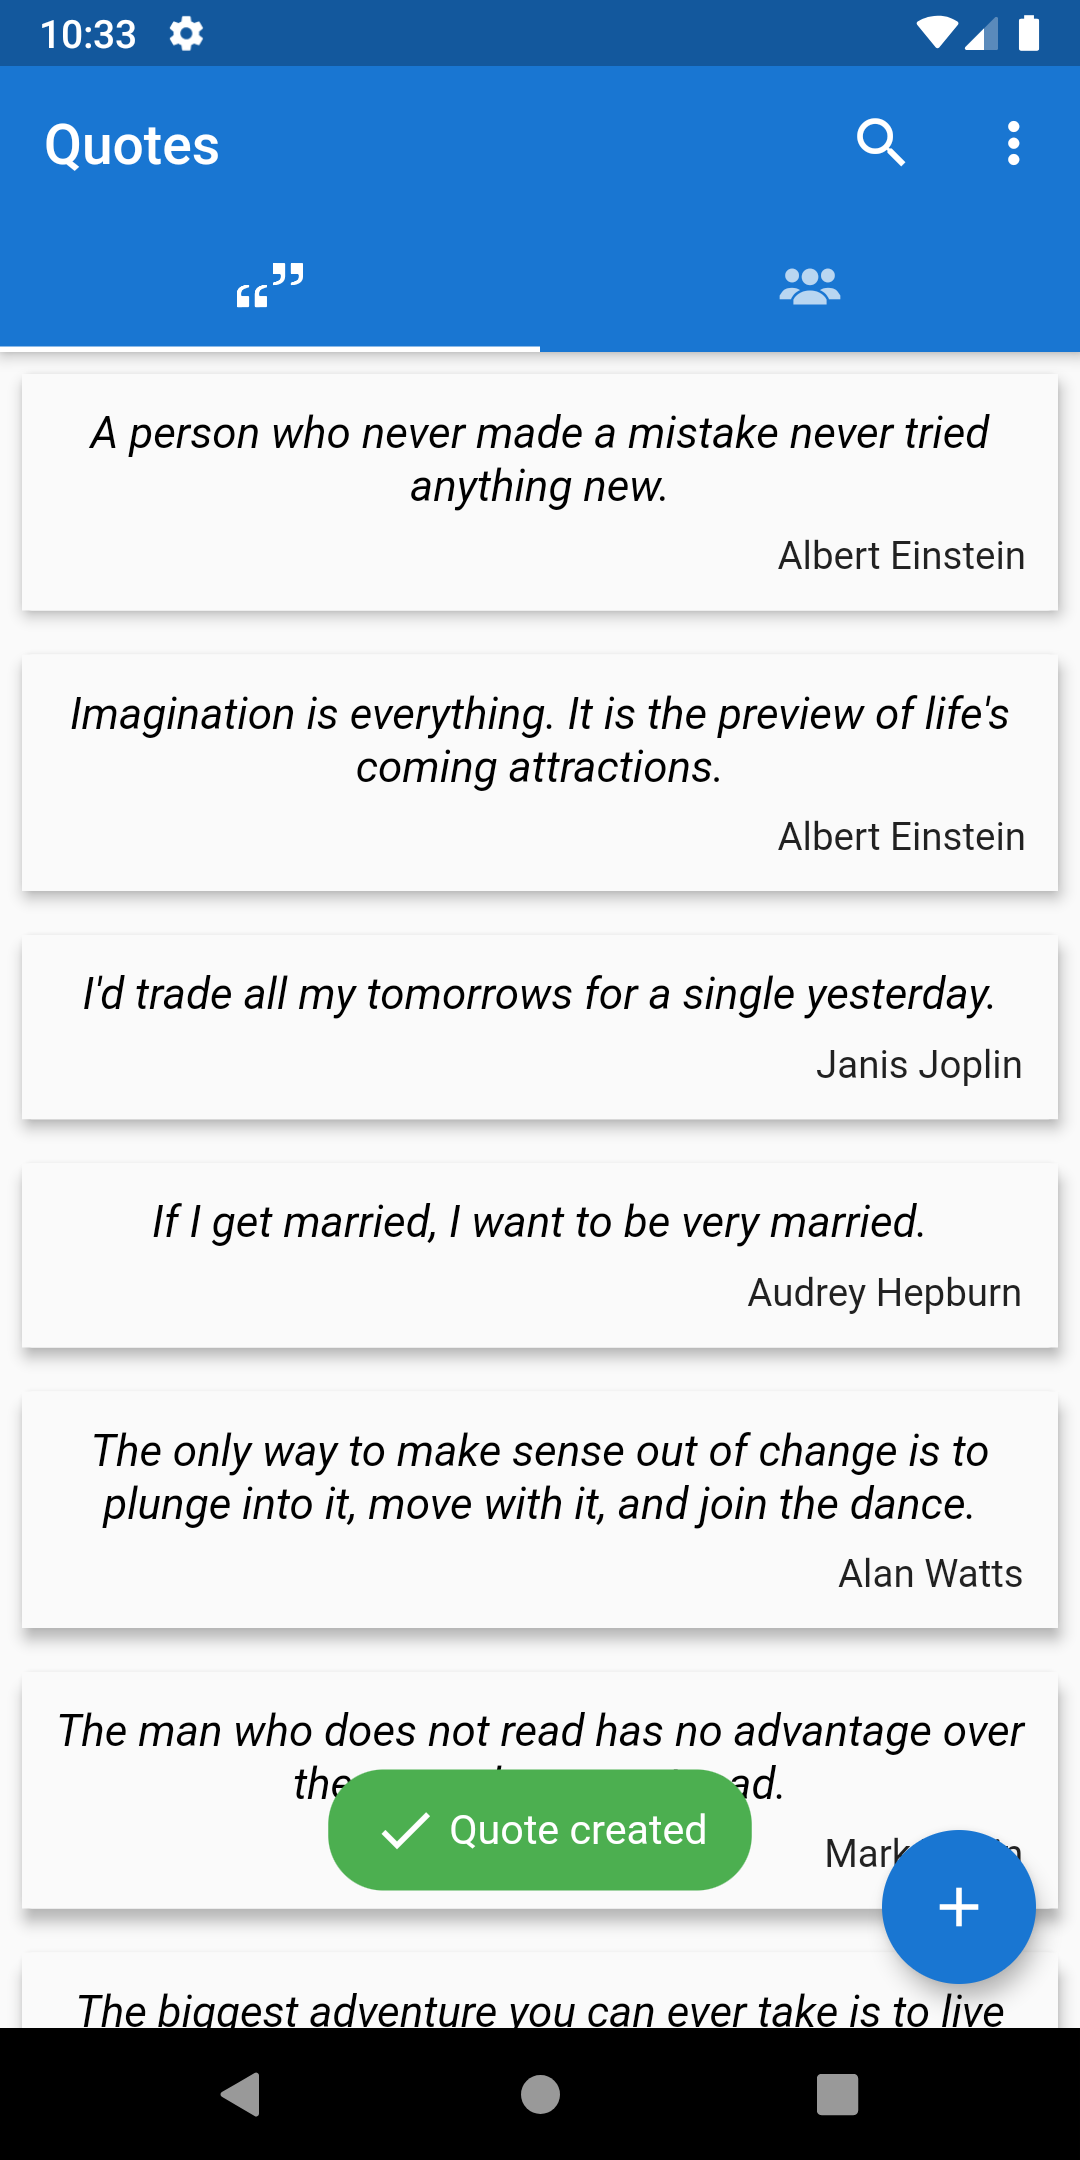 10:33
Quotes
A person who never made a mistake never tried
anything new.
Albert Einstein
Imagination is everything. It is the preview of life's
coming attractions.
Albert Einstein
I'd trade all my tomorrows for a single yesterday.
Janis Joplin
If I get married, I want to be very married.
Audrey Hepburn
The only way to make sense out of change is to
plunge into it, move with it, and join the dance.
Alan Watts
The man who does not read has no advantage over
the
Quote created
Mark
The biggest adventure you can ever take is to live